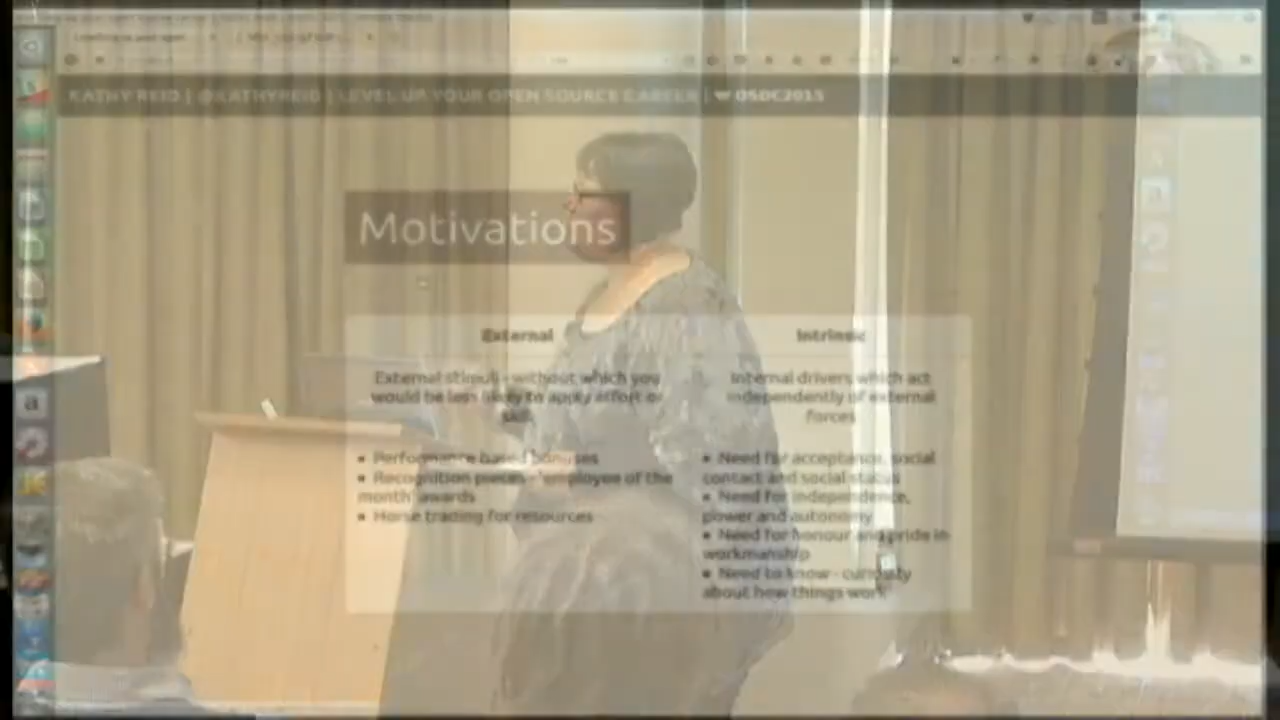 KATHY REID | @KATHYREID | LEVEL UP YOUR OPEN SOURCE CAREER | OSDC2015
Motivations
External
External stimuli - without which you
would be less likely to apply effort or
skill
▪ Performance based bonuses
▪ Recognition pieces - 'employee of the
month' awards
▪ Horse trading for resources
Intrinsic
Internal drivers which act
independently of external
forces
▪ Need for acceptance, social
contact and social status
▪ Need for independence,
power and autonomy
▪ Need for honour and pride in
workmanship
▪ Need to know - curiosity
about how things work
a